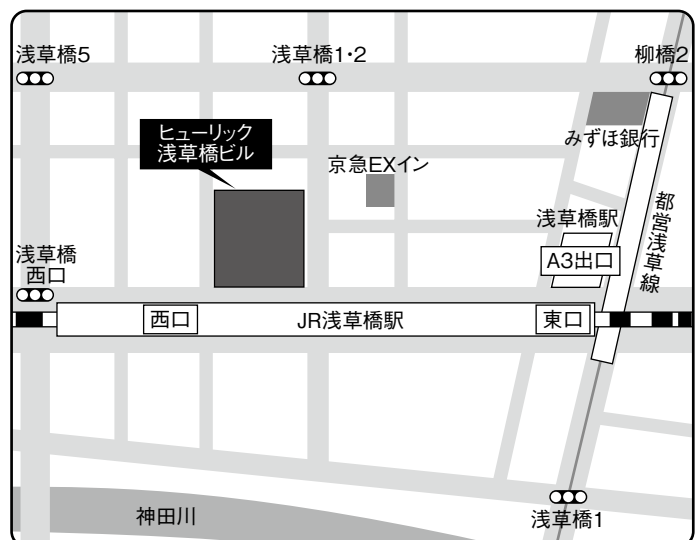 浅草橋5
浅草橋1・2
柳橋2
ヒューリック
浅草橋ビル
みずほ銀行
京急EXイン
都営浅草線
浅草橋駅
A3出口
浅草橋
西口
西口
JR浅草橋駅
東口
神田川
浅草橋1